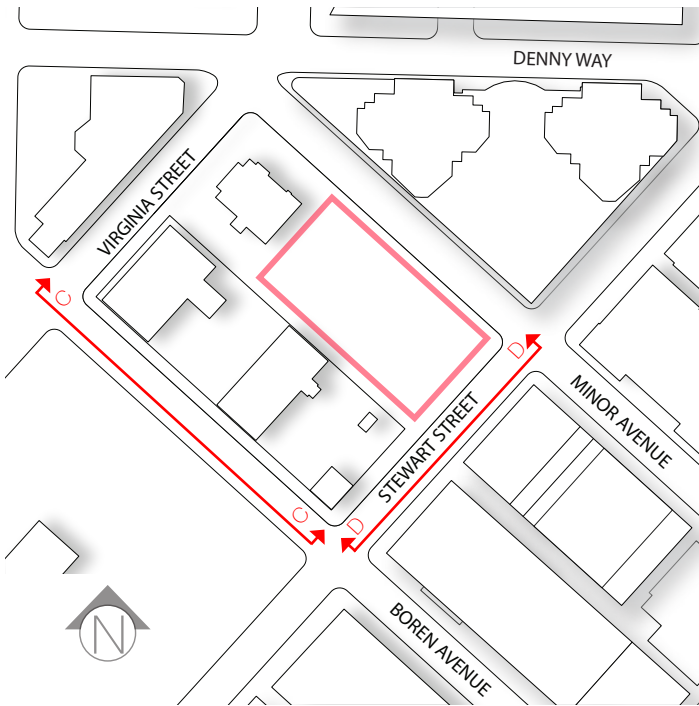 DENNY WAY
VIRGINIA STREET
C
D
MINOR AVENUE
STEWART STREET
C
D
BOREN AVENUE
N